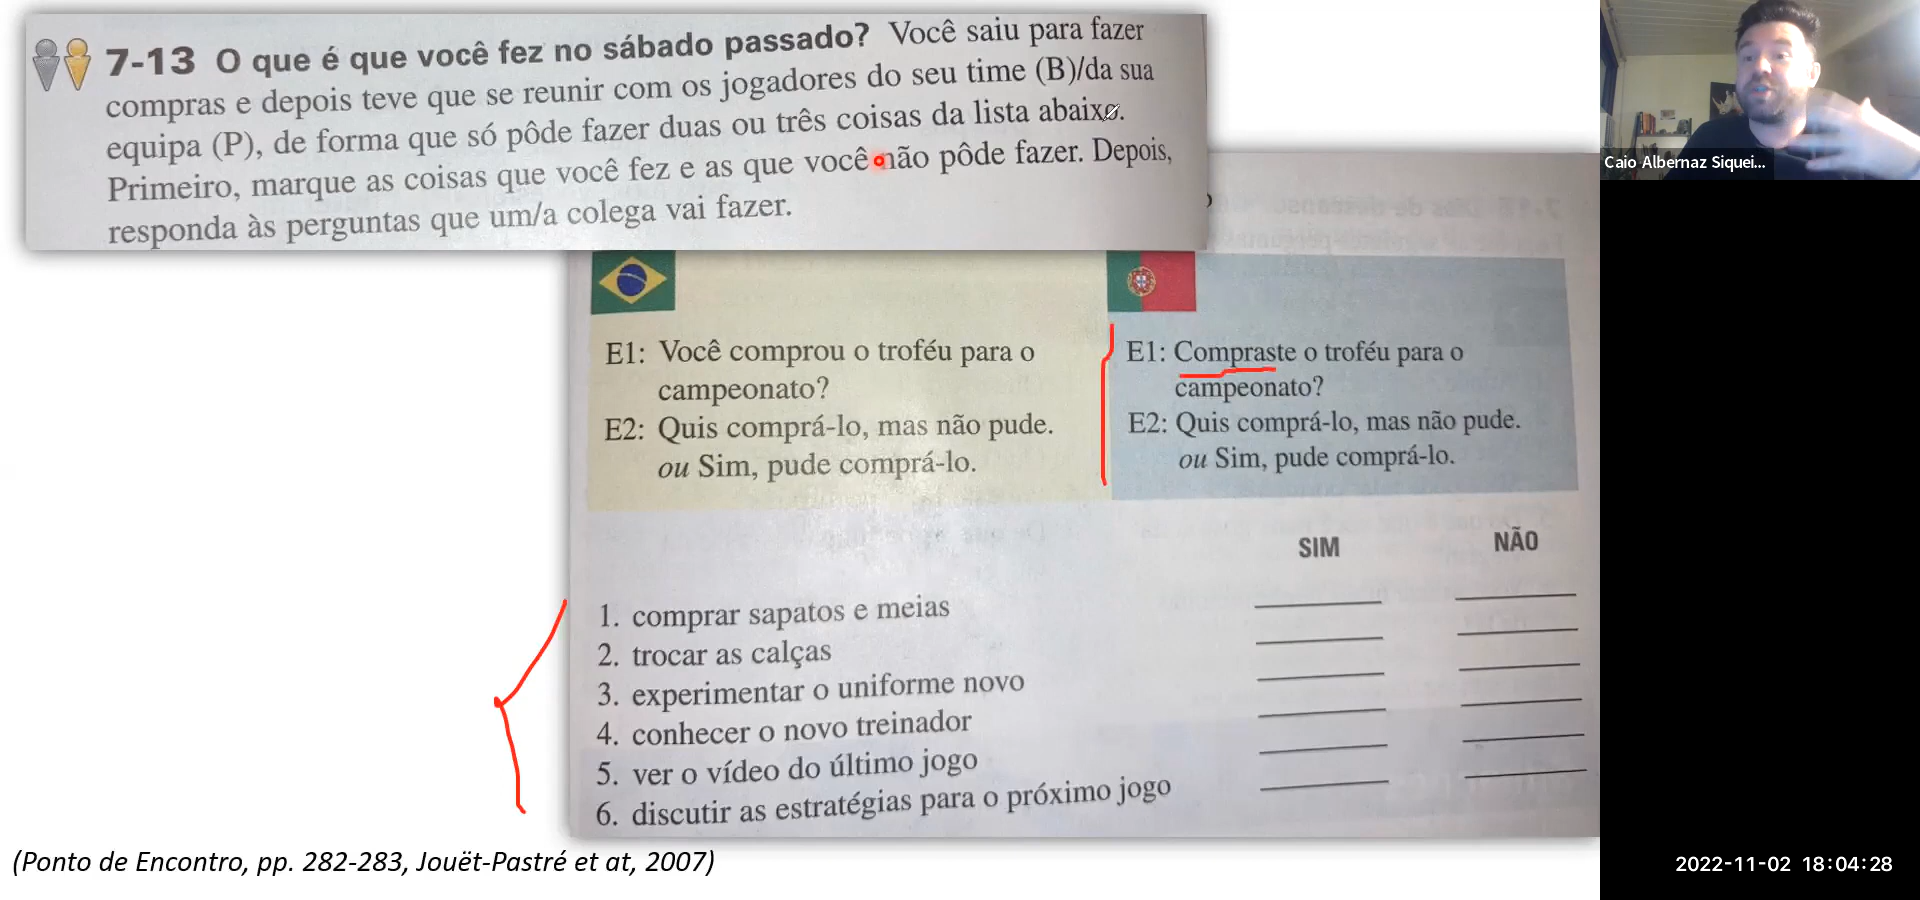 7-13 O que é que você fez no sábado passado? Você saiu para fazer
compras e depois teve que se reunir com os jogadores do seu time (B)/da sua
equipa (P), de forma que só pôde fazer duas ou três coisas da lista abaixo.
Primeiro, marque as coisas que você fez e as que você não pôde fazer. Depois,
responda às perguntas que um/a colega vai fazer.
E1: Você comprou o troféu para o
campeonato?
E2: Quis comprá-lo, mas não pude.
ou Sim, pude comprá-lo.
E1: Compraste o troféu para o
campeonato?
E2: Quis comprá-lo, mas não pude.
ou Sim, pude comprá-lo.
SIM NÃO
1. comprar sapatos e meias
2. trocar as calças
3. experimentar o uniforme novo
4. conhecer o novo treinador
5. ver o vídeo do último jogo
6. discutir as estratégias para o próximo jogo
(Ponto de Encontro, pp. 282-283, Jouët-Pastré et at, 2007)
Caio Albernaz Siquei...
2022-11-02 18:04:28